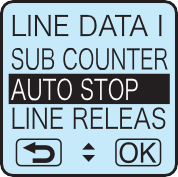 LINE DATA I
SUB COUNTER
AUTO STOP
LINE RELEAS
OK